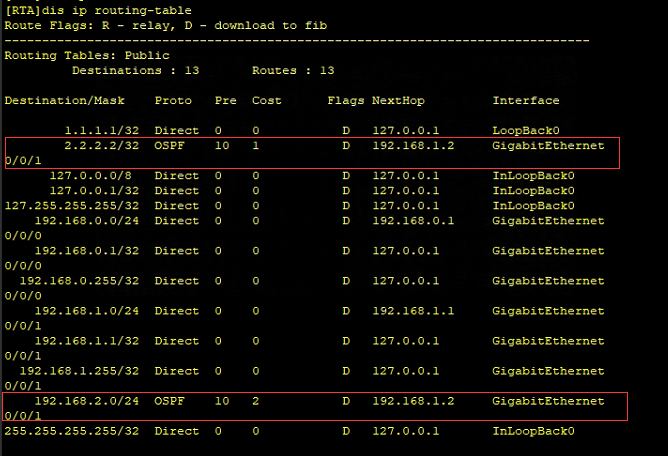 [RTA]dis ip routing-table
Route Flags: R - relay, D - download to fib
------------------------------------------------------------------------------
Routing Tables: Public
         Destinations : 13       Routes : 13

Destination/Mask    Proto   Pre  Cost      Flags NextHop         Interface

        1.1.1.1/32  Direct  0    0           D   127.0.0.1       LoopBack0
        2.2.2.2/32  OSPF    10   1           D   192.168.1.2     GigabitEthernet
0/0/1
      127.0.0.0/8   Direct  0    0           D   127.0.0.1       InLoopBack0
      127.0.0.1/32  Direct  0    0           D   127.0.0.1       InLoopBack0
127.255.255.255/32  Direct  0    0           D   127.0.0.1       InLoopBack0
    192.168.0.0/24  Direct  0    0           D   192.168.0.1     GigabitEthernet
0/0/0
    192.168.0.1/32  Direct  0    0           D   127.0.0.1       GigabitEthernet
0/0/0
  192.168.0.255/32  Direct  0    0           D   127.0.0.1       GigabitEthernet
0/0/0
    192.168.1.0/24  Direct  0    0           D   192.168.1.1     GigabitEthernet
0/0/1
    192.168.1.1/32  Direct  0    0           D   127.0.0.1       GigabitEthernet
0/0/1
  192.168.1.255/32  Direct  0    0           D   127.0.0.1       GigabitEthernet
0/0/1
    192.168.2.0/24  OSPF    10   2           D   192.168.1.2     GigabitEthernet
0/0/1
255.255.255.255/32  Direct  0    0           D   127.0.0.1       InLoopBack0